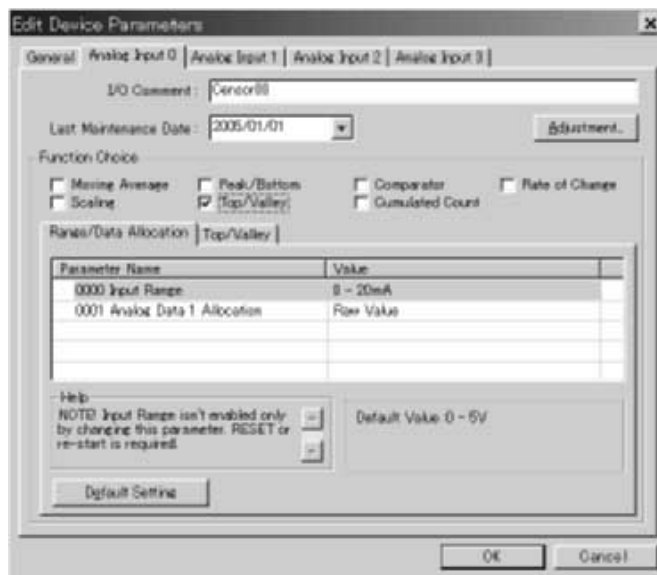 Edit Device Parameters
General Analog Input 0 Analog Input 1 Analog Input 2 Analog Input 3
I/O Comment : Censor00
Last Maintenance Date : 2005/01/01 Adjustment..
Function Choice
Moving Average Peak/Bottom Comparator Rate of Change
Scaling Top/Valley Cumulated Count
Range/Data Allocation Top/Valley
Parameter Name Value
0000 Input Range 0 - 20mA
0001 Analog Data 1 Allocation Raw Value
Help
NOTE! Input Range isn't enabled only
by changing this parameter. RESET or
re-start is required.
Default Value: 0 - 5V
Default Setting
OK Cancel